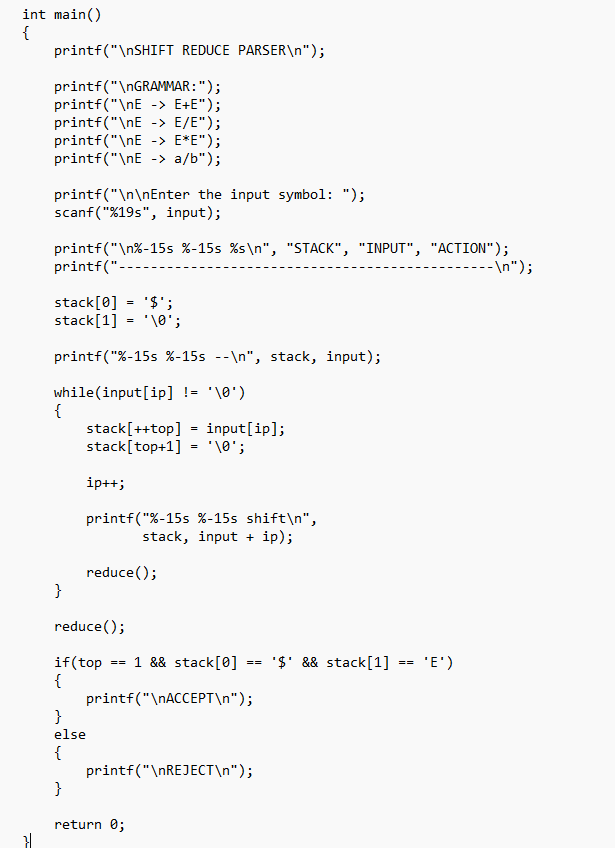 int main()
{
    printf("\nSHIFT REDUCE PARSER\n");

    printf("\nGRAMMAR:");
    printf("\nE -> E+E");
    printf("\nE -> E/E");
    printf("\nE -> E*E");
    printf("\nE -> a/b");

    printf("\n\nEnter the input symbol: ");
    scanf("%19s", input);

    printf("\n%-15s %-15s %s\n", "STACK", "INPUT", "ACTION");
    printf("-----------------------------------------------\n");

    stack[0] = '$';
    stack[1] = '\0';

    printf("%-15s %-15s --\n", stack, input);

    while(input[ip] != '\0')
    {
        stack[++top] = input[ip];
        stack[top+1] = '\0';

        ip++;

        printf("%-15s %-15s shift\n",
               stack, input + ip);

        reduce();
    }

    reduce();

    if(top == 1 && stack[0] == '$' && stack[1] == 'E')
    {
        printf("\nACCEPT\n");
    }
    else
    {
        printf("\nREJECT\n");
    }

    return 0;
}